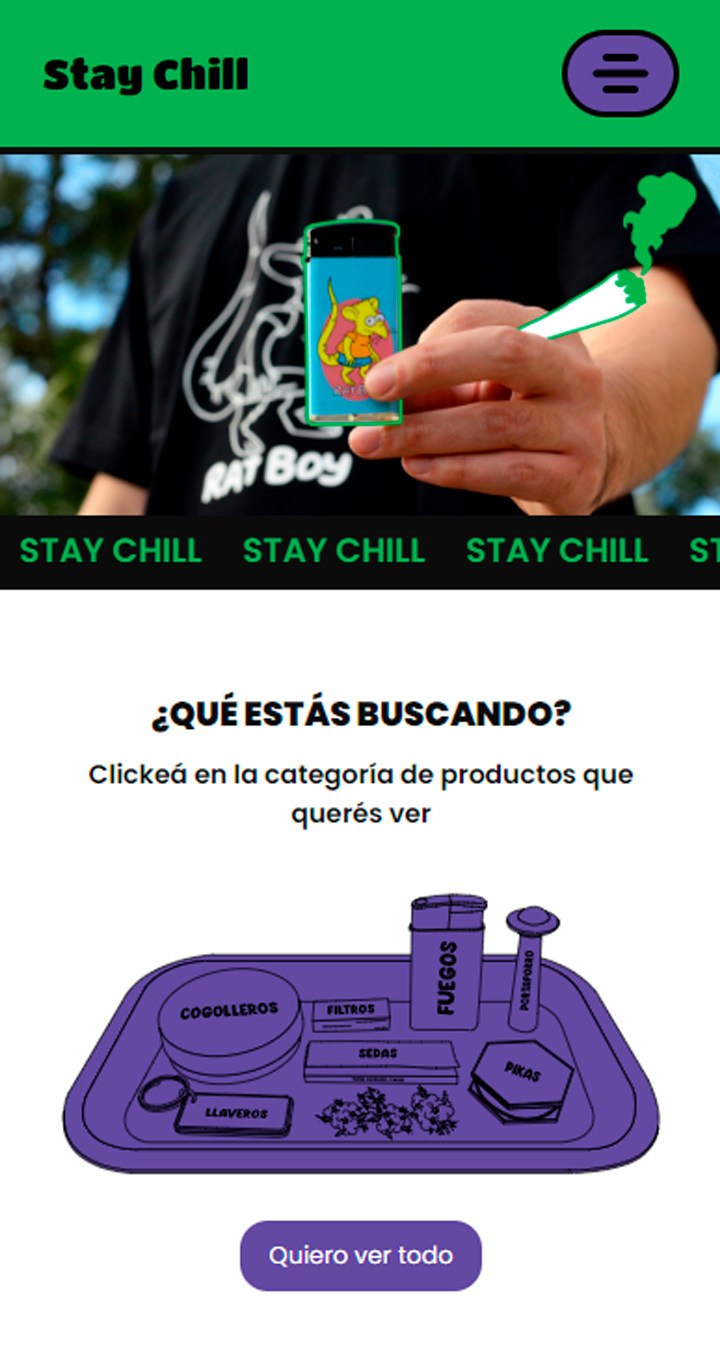 Stay Chill
RAT BOY
STAY CHILL STAY CHILL STAY CHILL ST
¿QUÉ ESTÁS BUSCANDO?
Clickeá en la categoría de productos que
querés ver
FUEGOS
PORTAPORRO
COGOLLEROS
FILTROS
SEDAS
PIKAS
LLAVEROS
Quiero ver todo